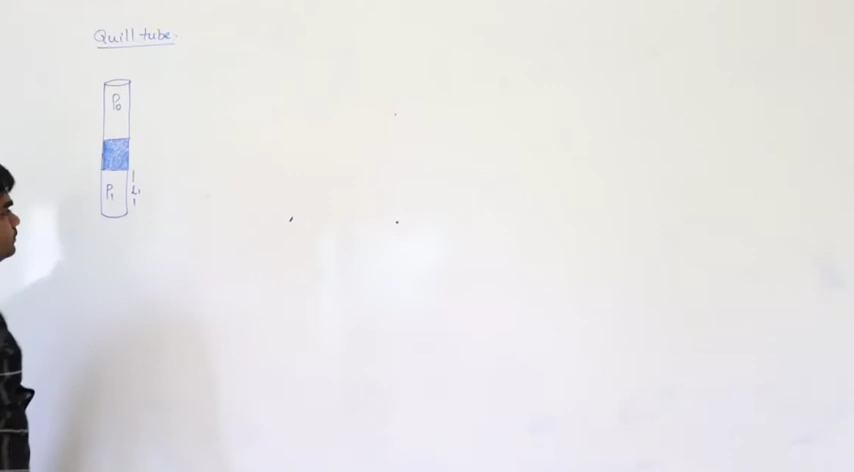 Quill tube.
P₀
P₁
L₁